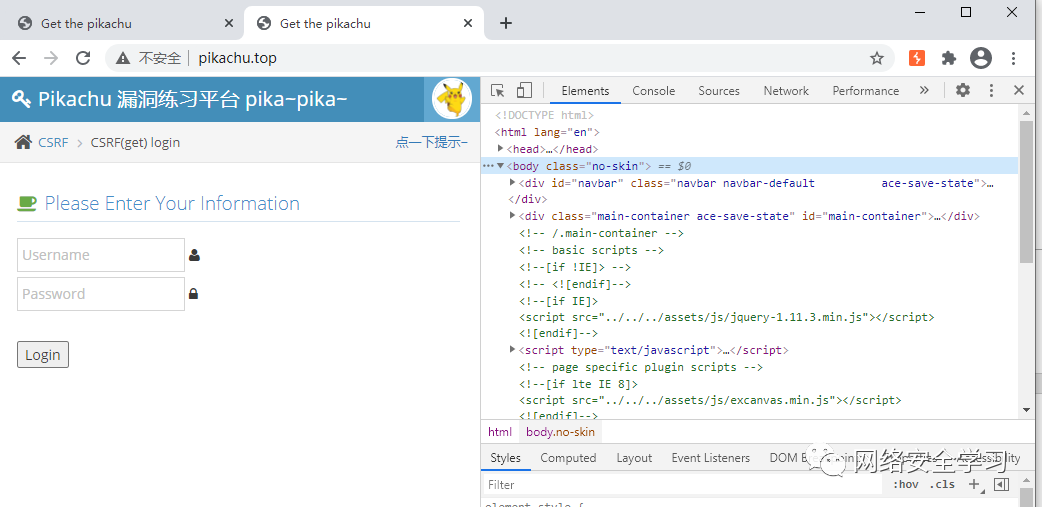 Get the pikachu
Get the pikachu
不安全 pikachu.top
Pikachu 漏洞练习平台 pika~pika~
CSRF CSRF(get) login 点一下提示~
Please Enter Your Information
Username
Password
Login
Elements Console Sources Network Performance »
<!DOCTYPE html>
<html lang="en">
<head>…</head>
<body class="no-skin"> == $0
<div id="navbar" class="navbar navbar-default ace-save-state">…
</div>
<div class="main-container ace-save-state" id="main-container">…</div>
<!-- /.main-container -->
<!-- basic scripts -->
<!--[if !IE]> -->
<!-- <![endif]-->
<!--[if IE]>
<script src="../../../assets/js/jquery-1.11.3.min.js"></script>
<![endif]-->
<script type="text/javascript">…</script>
<!-- page specific plugin scripts -->
<!--[if lte IE 8]>
<script src="../../../assets/js/excanvas.min.js"></script>
<![endif]-->
html body.no-skin
Styles Computed Layout Event Listeners DOM Accessibility
网络安全学习
Filter :hov .cls
element.style {